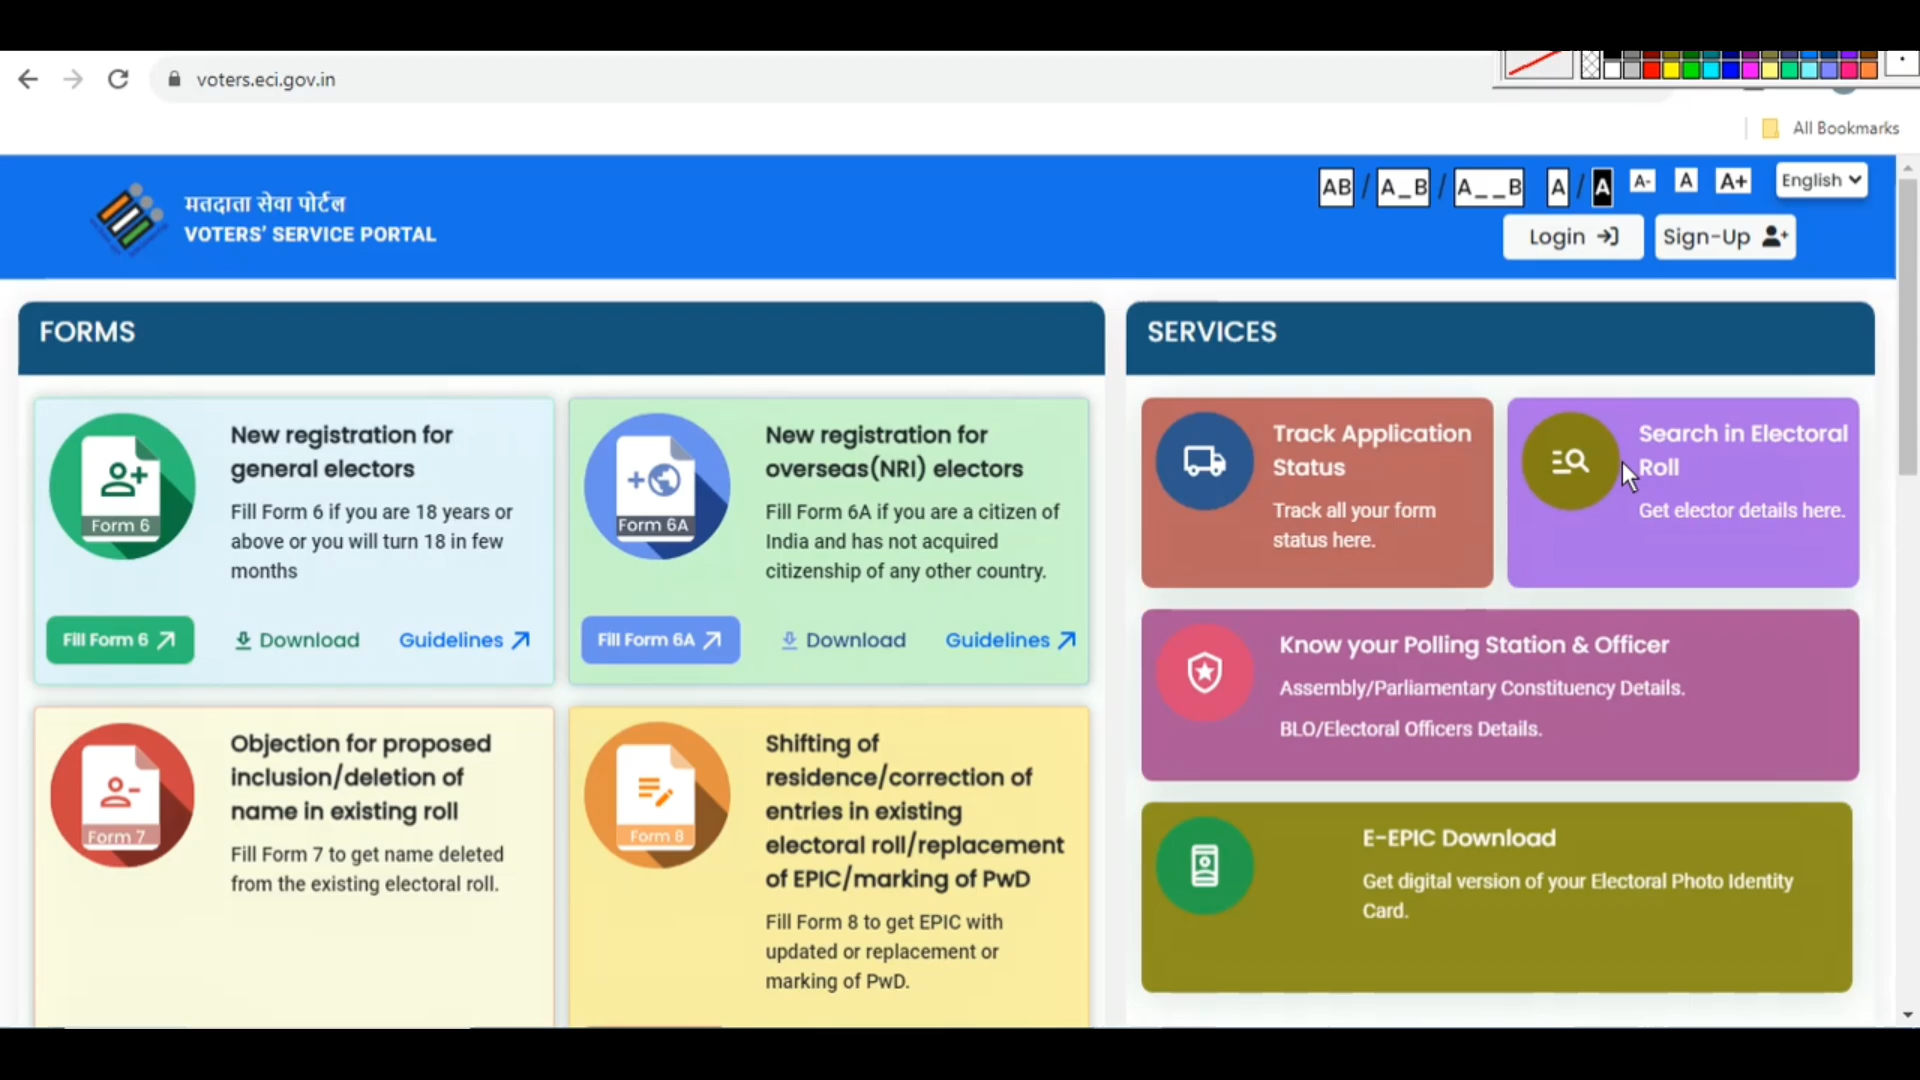 voters.eci.gov.in
All Bookmarks
मतदाता सेवा पोर्टल
VOTERS' SERVICE PORTAL
AB / A_B / A__B A / A A- A A+ English
Login Sign-Up
FORMS
New registration for
general electors
Fill Form 6 if you are 18 years or
above or you will turn 18 in few
months
Form 6
Fill Form 6 Download Guidelines
New registration for
overseas(NRI) electors
Fill Form 6A if you are a citizen of
India and has not acquired
citizenship of any other country.
Form 6A
Fill Form 6A Download Guidelines
Objection for proposed
inclusion/deletion of
name in existing roll
Form 7
Fill Form 7 to get name deleted
from the existing electoral roll.
Shifting of
residence/correction of
entries in existing
electoral roll/replacement
of EPIC/marking of PwD
Form 8
Fill Form 8 to get EPIC with
updated or replacement or
marking of PwD.
SERVICES
Track Application
Status
Track all your form
status here.
Search in Electoral
Roll
Get elector details here.
Know your Polling Station & Officer
Assembly/Parliamentary Constituency Details.
BLO/Electoral Officers Details.
E-EPIC Download
Get digital version of your Electoral Photo Identity
Card.